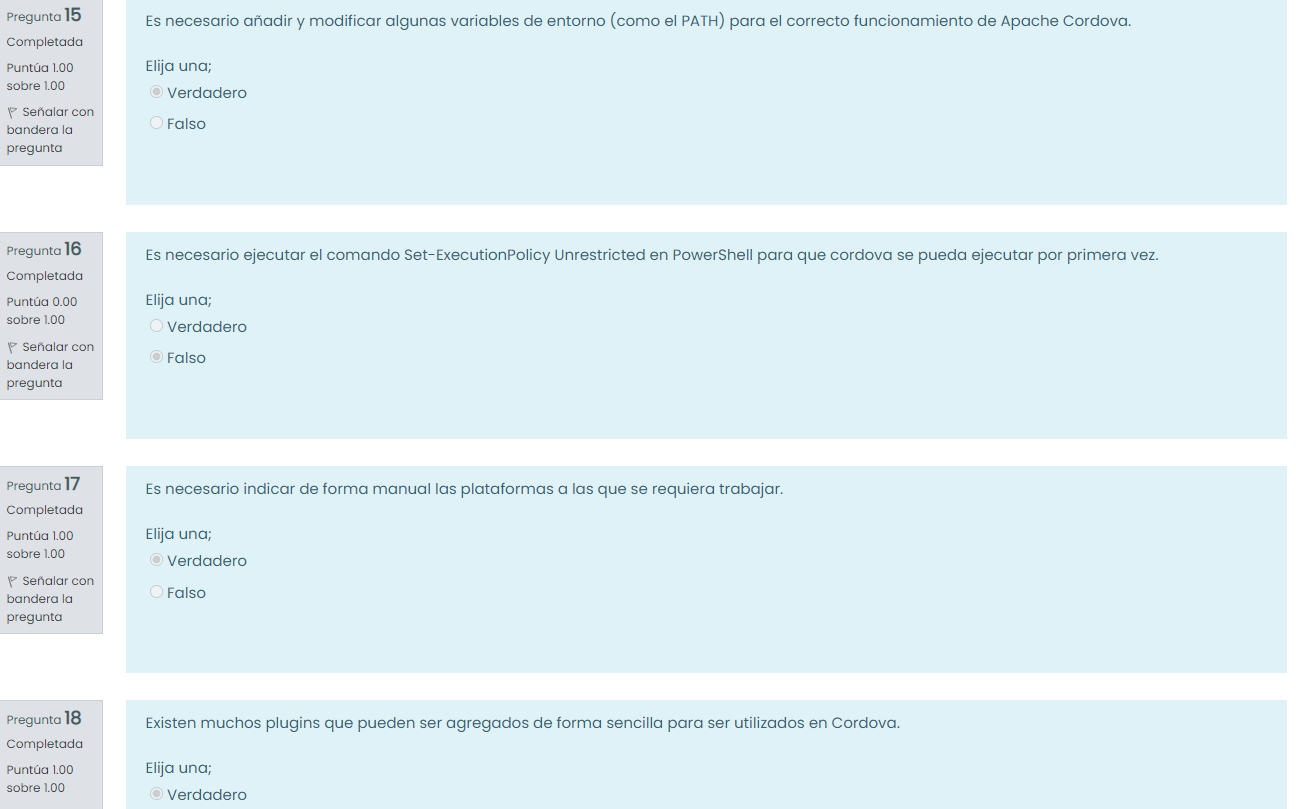 Pregunta 15
Completada
Puntúa 1.00
sobre 1.00
Señalar con
bandera la
pregunta
Es necesario añadir y modificar algunas variables de entorno (como el PATH) para el correcto funcionamiento de Apache Cordova.
Elija una;
Verdadero
Falso
Pregunta 16
Completada
Puntúa 0.00
sobre 1.00
Señalar con
bandera la
pregunta
Es necesario ejecutar el comando Set-ExecutionPolicy Unrestricted en PowerShell para que cordova se pueda ejecutar por primera vez.
Elija una;
Verdadero
Falso
Pregunta 17
Completada
Puntúa 1.00
sobre 1.00
Señalar con
bandera la
pregunta
Es necesario indicar de forma manual las plataformas a las que se requiera trabajar.
Elija una;
Verdadero
Falso
Pregunta 18
Completada
Puntúa 1.00
sobre 1.00
Existen muchos plugins que pueden ser agregados de forma sencilla para ser utilizados en Cordova.
Elija una;
Verdadero